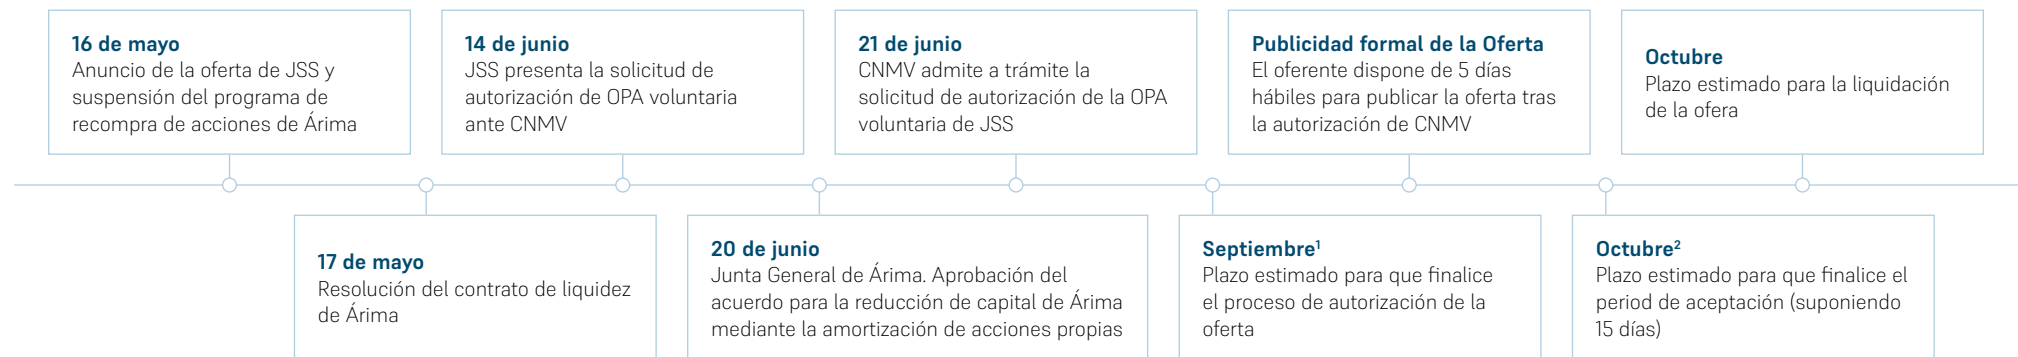 16 de mayo
Anuncio de la oferta de JSS y
suspensión del programa de
recompra de acciones de Árima
17 de mayo
Resolución del contrato de liquidez
de Árima
14 de junio
JSS presenta la solicitud de
autorización de OPA voluntaria
ante CNMV
20 de junio
Junta General de Árima. Aprobación del
acuerdo para la reducción de capital de Árima
mediante la amortización de acciones propias
21 de junio
CNMV admite a trámite la
solicitud de autorización de la OPA
voluntaria de JSS
Septiembre¹
Plazo estimado para que finalice
el proceso de autorización de la
oferta
Publicidad formal de la Oferta
El oferente dispone de 5 días
hábiles para publicar la oferta tras
la autorización de CNMV
Octubre²
Plazo estimado para que finalice el
period de aceptación (suponiendo
15 días)
Octubre
Plazo estimado para la liquidación
de la ofera